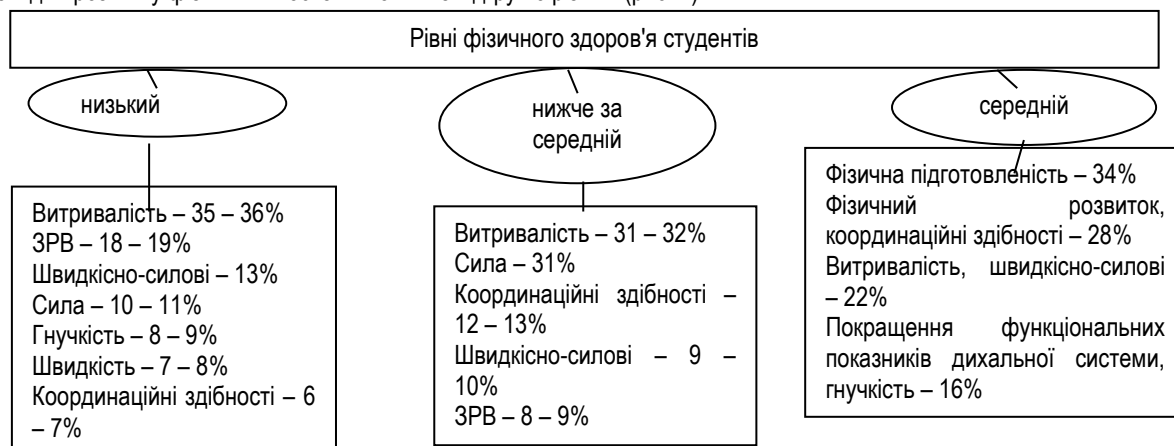 Рівні фізичного здоров'я студентів
низький
нижче за
середній
середній
Витривалість – 35 – 36%
ЗРВ – 18 – 19%
Швидкісно-силові – 13%
Сила – 10 – 11%
Гнучкість – 8 – 9%
Швидкість – 7 – 8%
Координаційні здібності – 6
– 7%
Витривалість – 31 – 32%
Сила – 31%
Координаційні здібності –
12 – 13%
Швидкісно-силові – 9 –
10%
ЗРВ – 8 – 9%
Фізична підготовленість – 34%
Фізичний розвиток,
координаційні здібності – 28%
Витривалість, швидкісно-силові
– 22%
Покращення функціональних
показників дихальної системи,
гнучкість – 16%